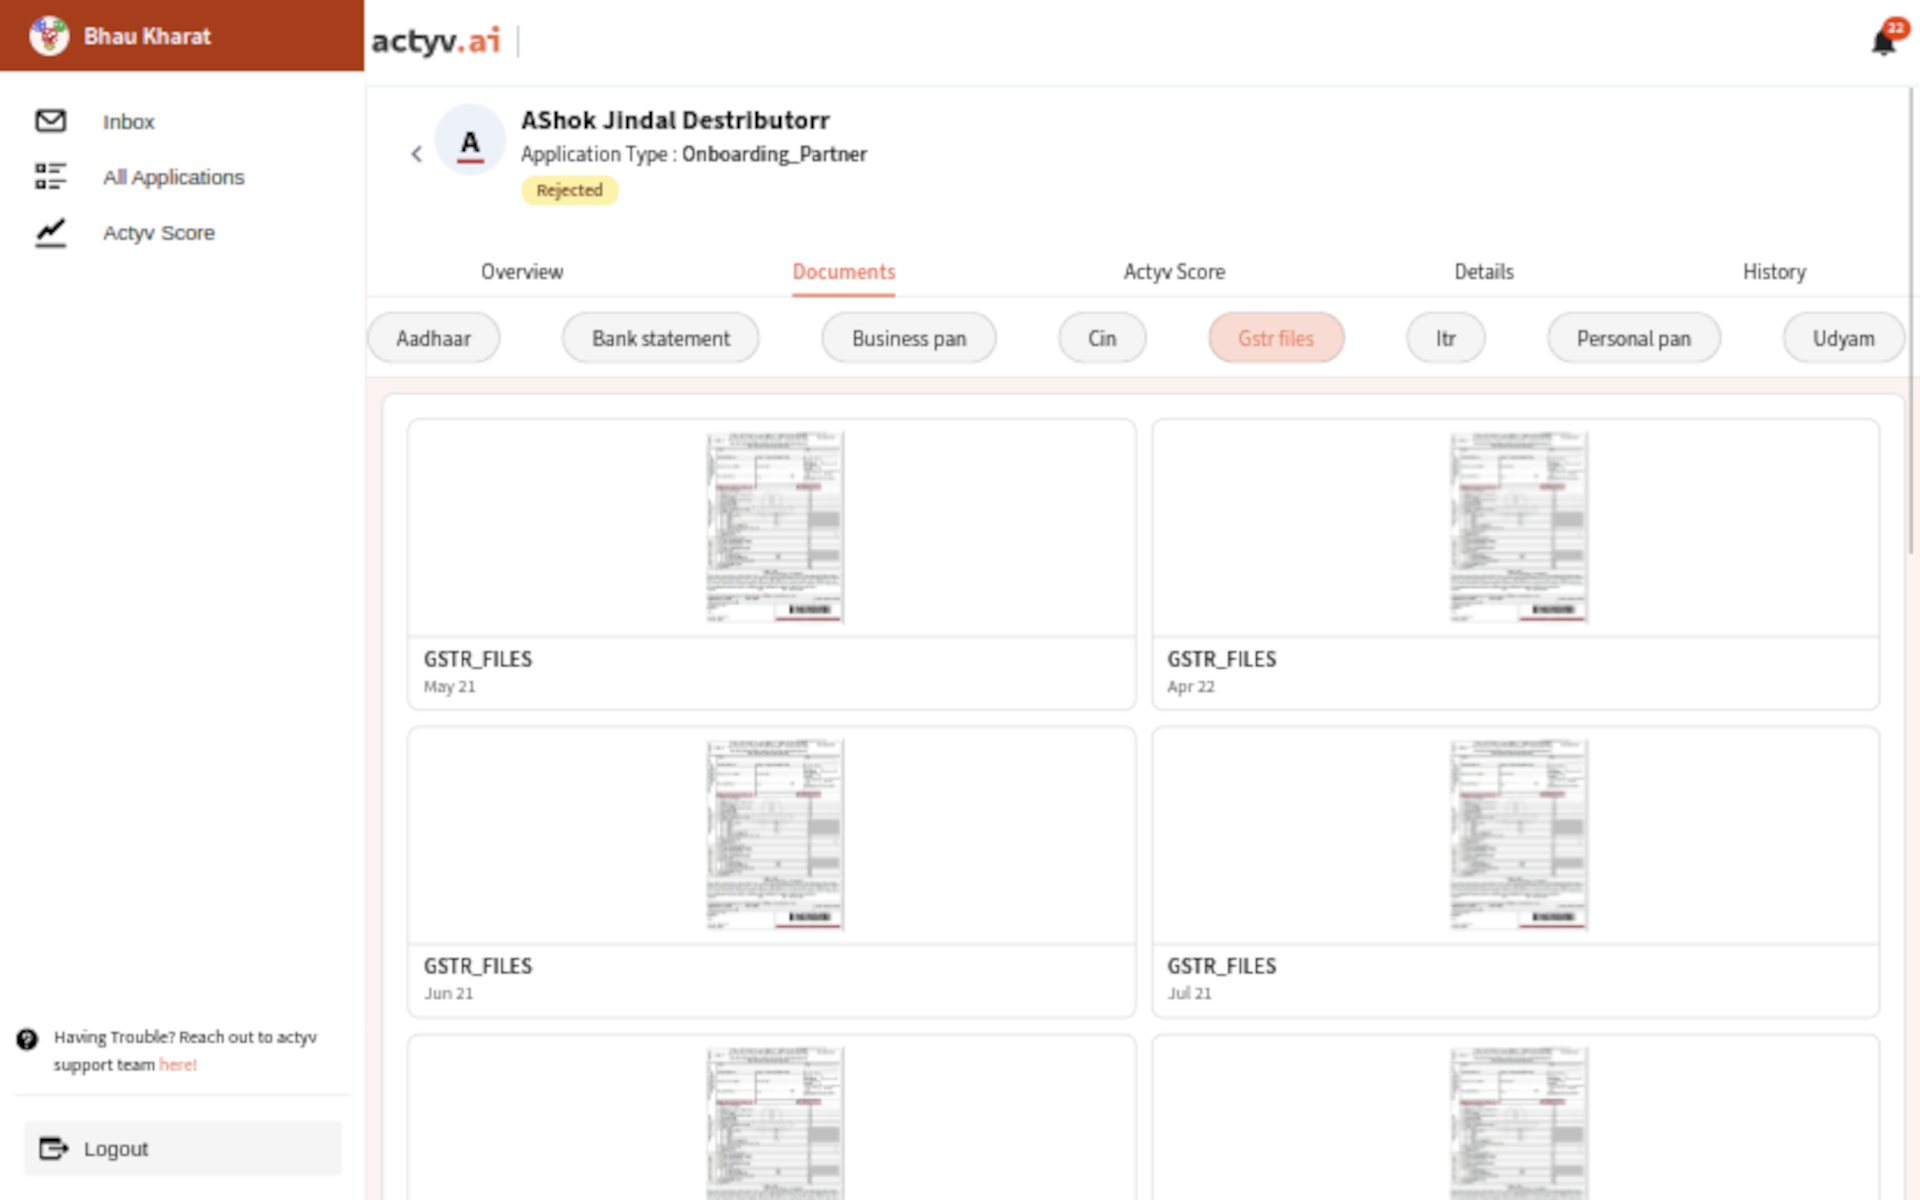 Bhau Kharat
actyv.ai
22
Inbox
All Applications
Actyv Score
A
AShok Jindal Destributorr
Application Type : Onboarding_Partner
Rejected
Overview
Documents
Actyv Score
Details
History
Aadhaar
Bank statement
Business pan
Cin
Gstr files
Itr
Personal pan
Udyam
GSTR_FILES
May 21
GSTR_FILES
Apr 22
GSTR_FILES
Jun 21
GSTR_FILES
Jul 21
Having Trouble? Reach out to actyv
support team here!
Logout